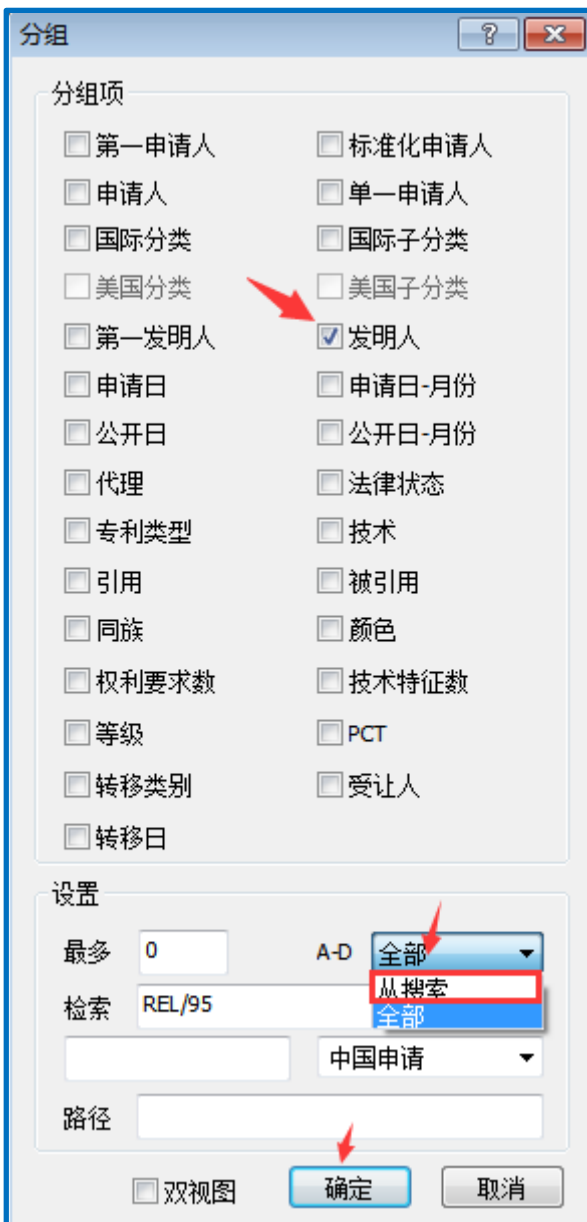 分组
分组项
第一申请人 标准化申请人
申请人 单一申请人
国际分类 国际子分类
美国分类 美国子分类
第一发明人 发明人
申请日 申请日-月份
公开日 公开日-月份
代理 法律状态
专利类型 技术
引用 被引用
同族 颜色
权利要求数 技术特征数
等级 PCT
转移类别 受让人
转移日
设置
最多 0 A-D 全部
从搜索
检索 REL/95 全部
中国申请
路径
双视图 确定 取消